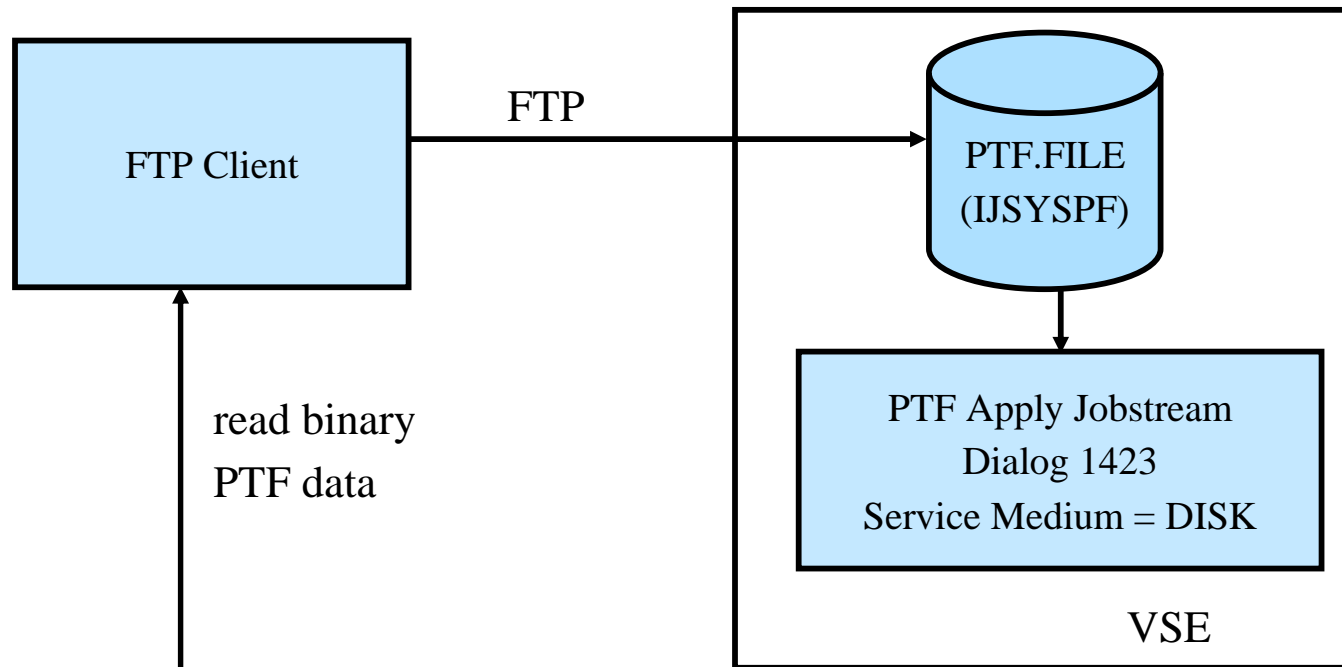 FTP Client
FTP
PTF.FILE
(IJSYSPF)
read binary
PTF data
PTF Apply Jobstream
Dialog 1423
Service Medium = DISK
VSE